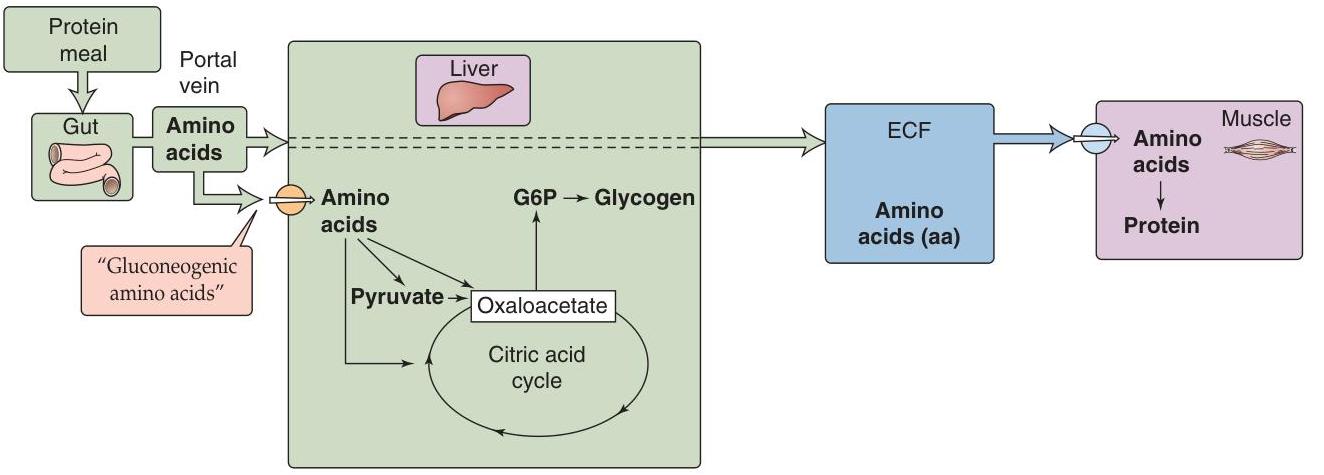 Protein
meal
Portal
vein
Gut
Amino
acids
"Gluconeogenic
amino acids"
Liver
Amino
acids
G6P
Glycogen
Pyruvate
Oxaloacetate
Citric acid
cycle
ECF
Amino
acids (aa)
Muscle
Amino
acids
Protein